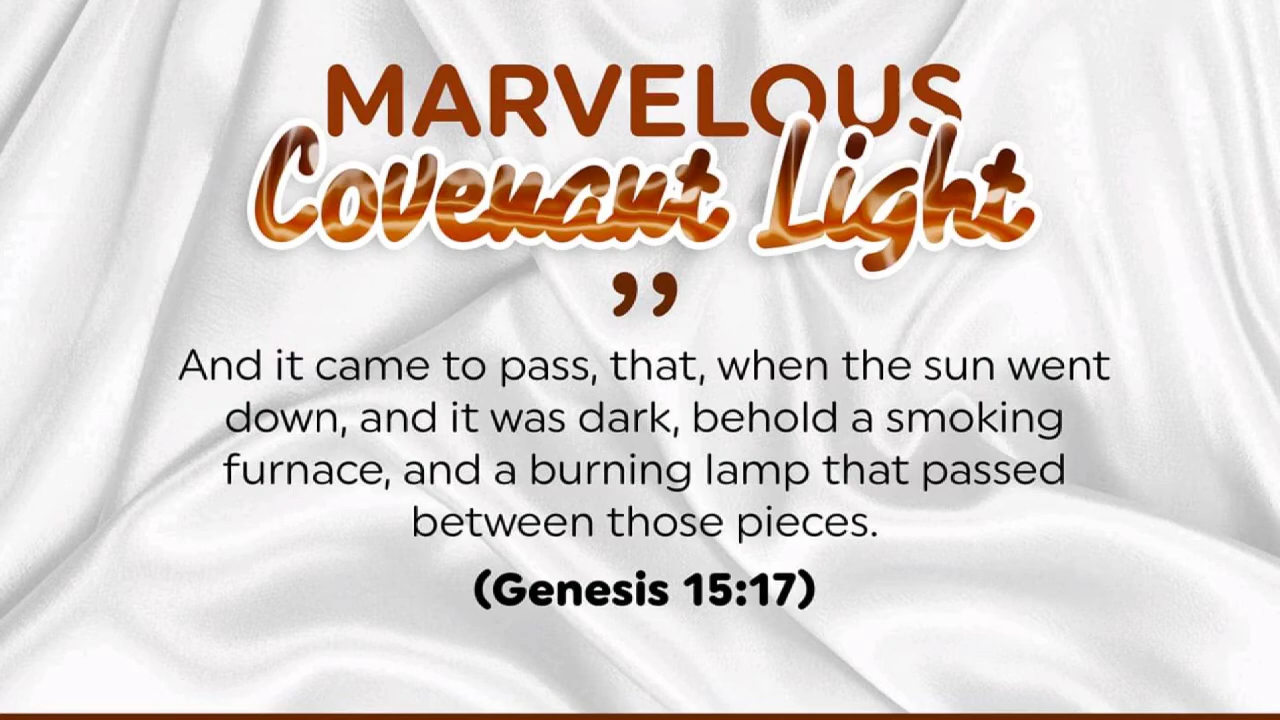 MARVELOUS
Covenant Light
”
And it came to pass, that, when the sun went
down, and it was dark, behold a smoking
furnace, and a burning lamp that passed
between those pieces.
(Genesis 15:17)